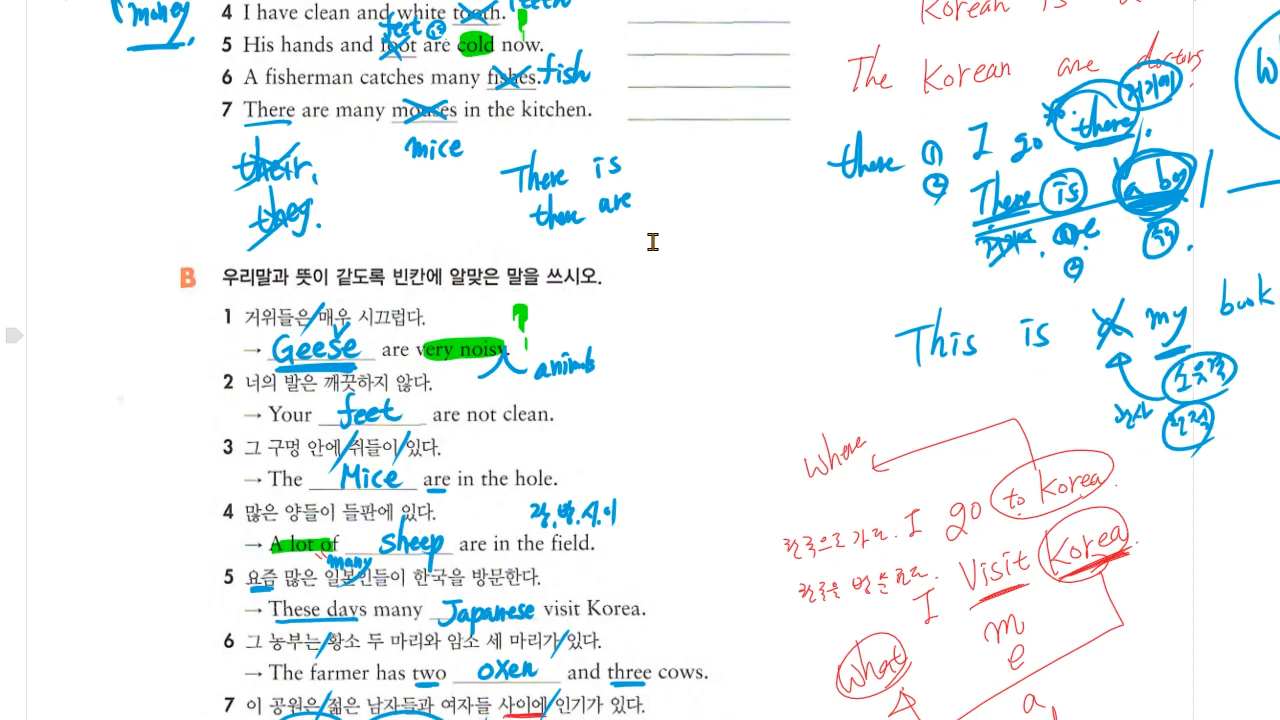 money
teeth
4 I have clean and white tooth.
feet
5 His hands and foot are cold now.
6 A fisherman catches many fishes. fish
7 There are many mouses in the kitchen.
mice
their,
they.
There is
there are
Korean is a
The Korean are doctors
there ① I go there 저기에
② There is a boy
are
①
②
This is a my book
소유격
B 우리말과 뜻이 같도록 빈칸에 알맞은 말을 쓰시오.
1 거위들은 매우 시끄럽다.
→ Geese are very noisy.
animals
2 너의 발은 깨끗하지 않다.
→ Your feet are not clean.
3 그 구멍 안에 쥐들이 있다.
→ The Mice are in the hole.
4 많은 양들이 들판에 있다.
→ A lot of sheep are in the field.
many
5 요즘 많은 일본인들이 한국을 방문한다.
→ These days many Japanese visit Korea.
6 그 농부는 황소 두 마리와 암소 세 마리가 있다.
→ The farmer has two oxen and three cows.
7 이 공원은 젊은 남자들과 여자들 사이에 인기가 있다.
where
한국으로 가다. I go to Korea.
I visit Korea.
me
what
a